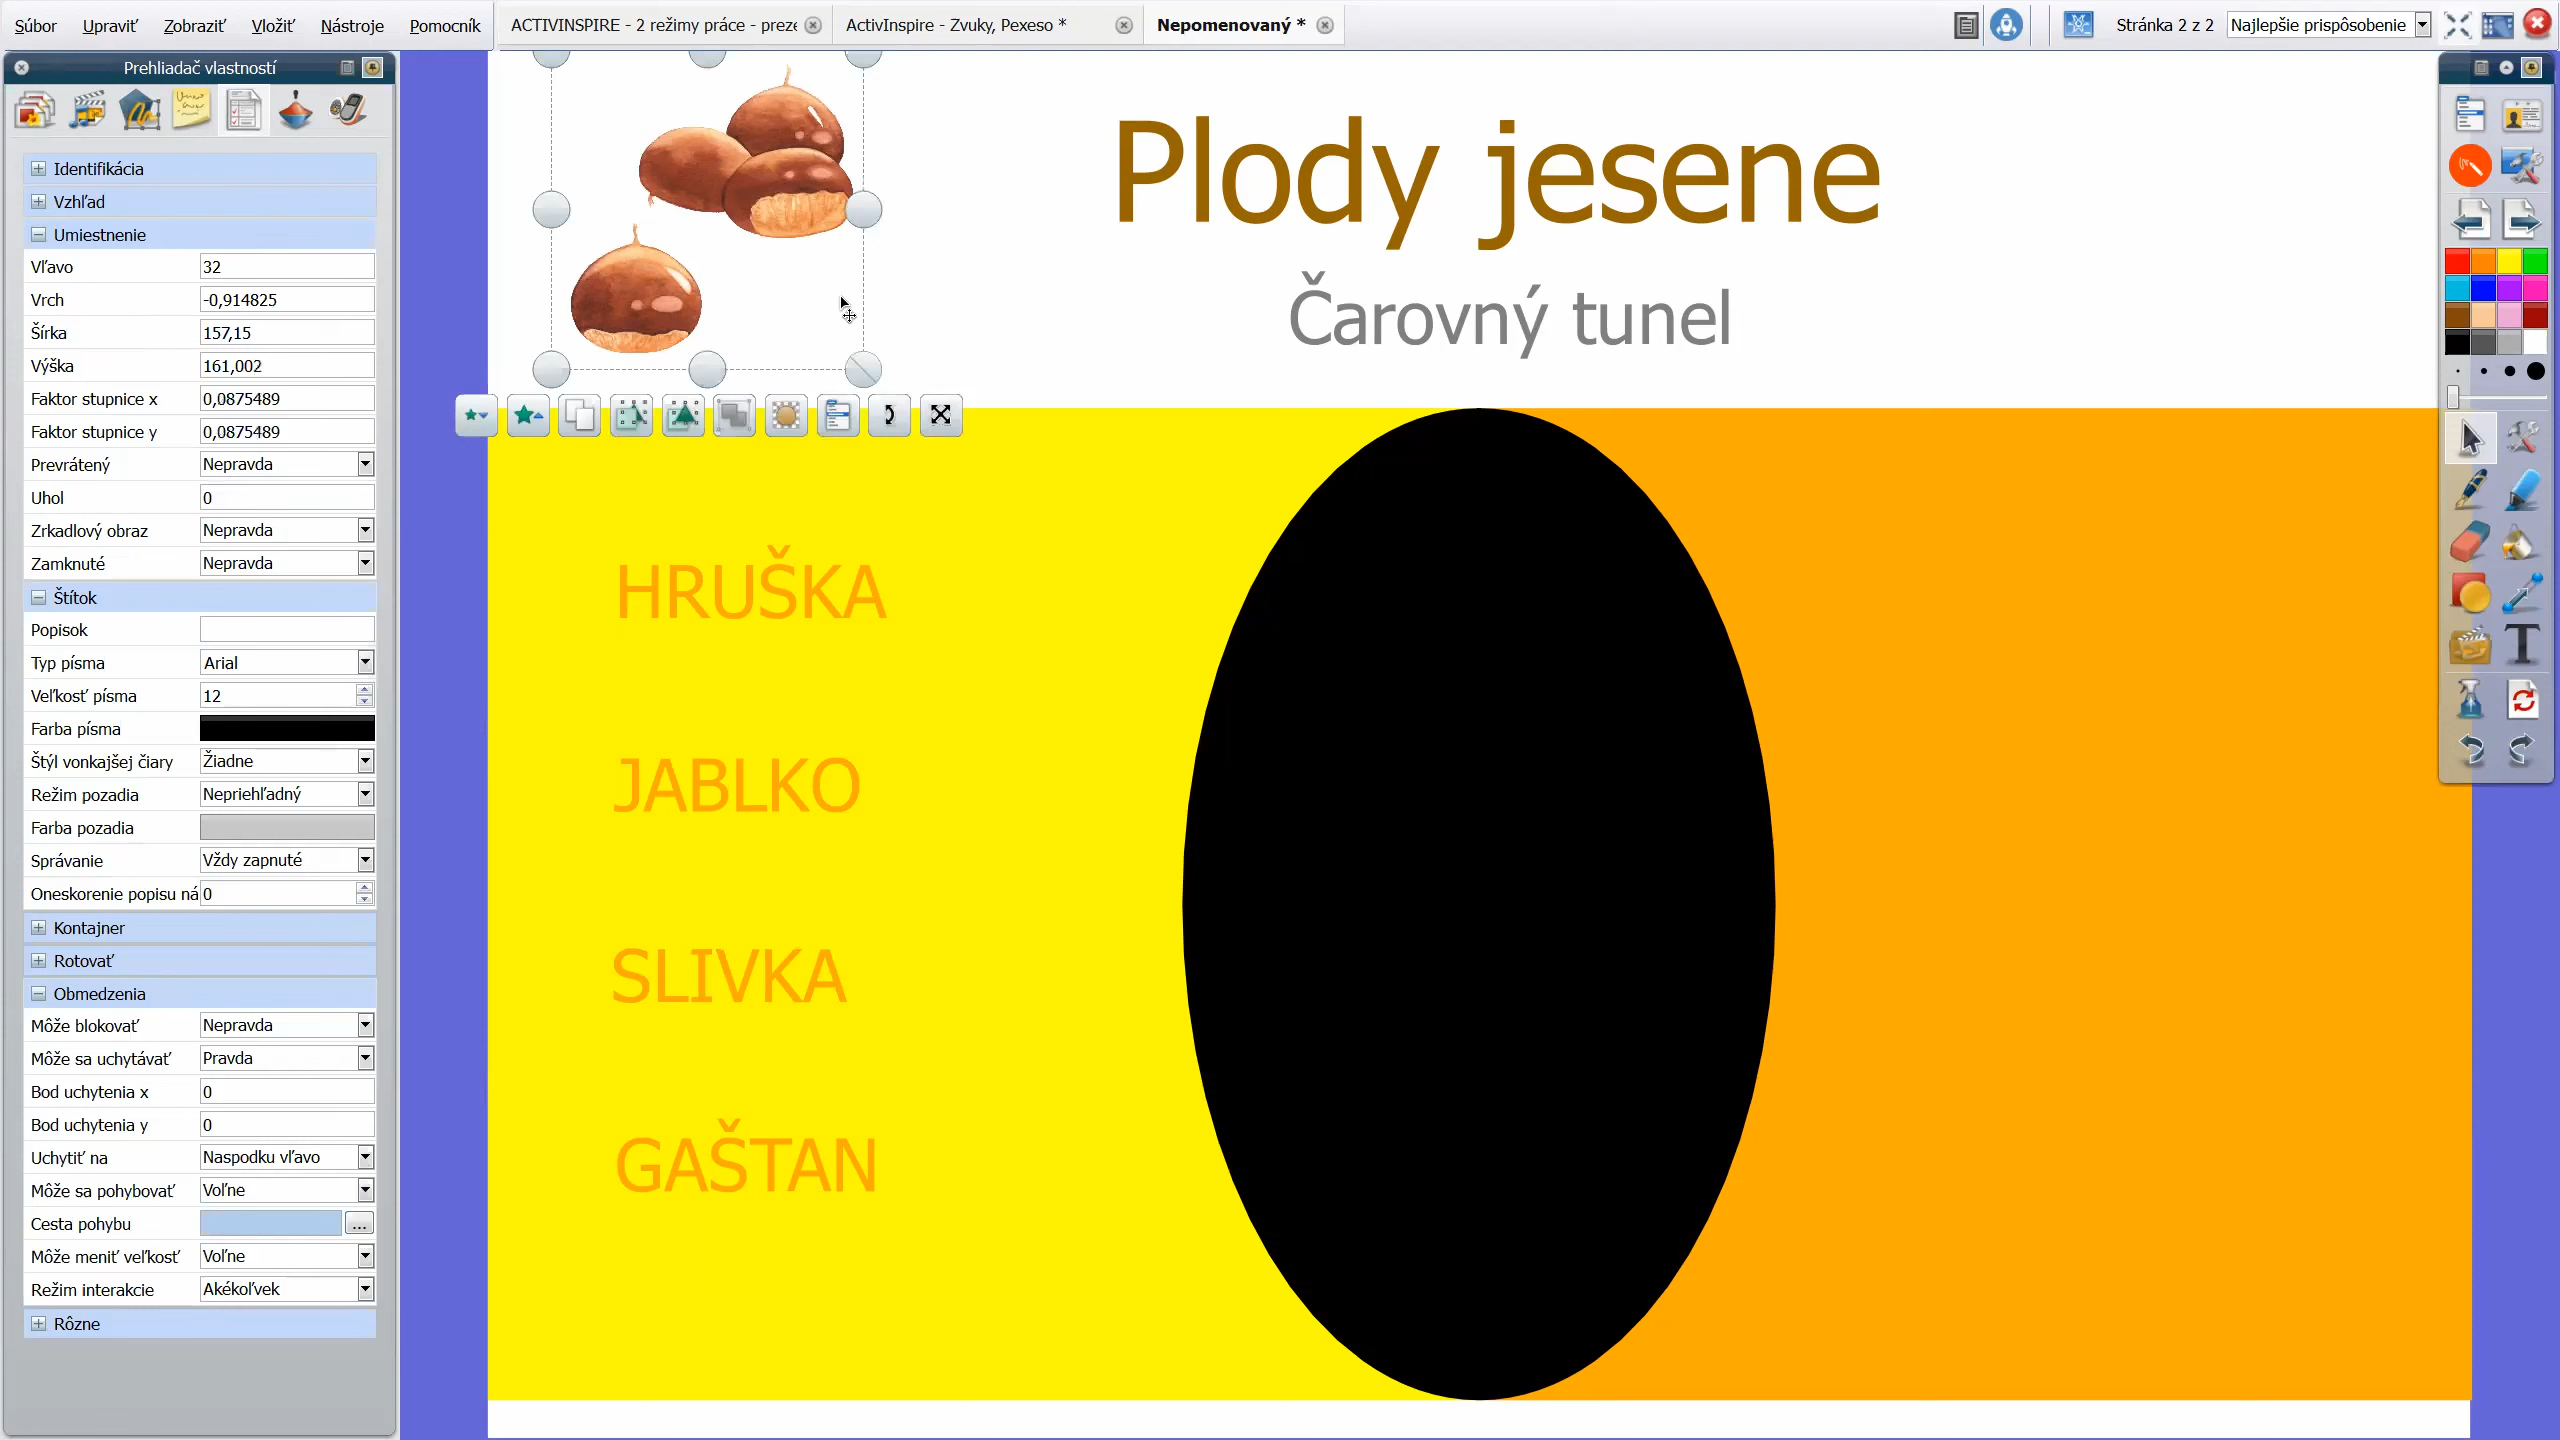 Súbor Upraviť Zobraziť Vložiť Nástroje Pomocník
ACTIVINSPIRE - 2 režimy práce - preze ActivInspire - Zvuky, Pexeso * Nepomenovaný *
Stránka 2 z 2 Najlepšie prispôsobenie
Prehliadač vlastností
Identifikácia
Vzhľad
Umiestnenie
Vľavo 32
Vrch -0,914825
Šírka 157,15
Výška 161,002
Faktor stupnice x 0,0875489
Faktor stupnice y 0,0875489
Prevrátený Nepravda
Uhol 0
Zrkadlový obraz Nepravda
Zamknuté Nepravda
Štítok
Popisok
Typ písma Arial
Veľkosť písma 12
Farba písma
Štýl vonkajšej čiary Žiadne
Režim pozadia Nepriehľadný
Farba pozadia
Správanie Vždy zapnuté
Oneskorenie popisu ná 0
Kontajner
Rotovať
Obmedzenia
Môže blokovať Nepravda
Môže sa uchytávať Pravda
Bod uchytenia x 0
Bod uchytenia y 0
Uchytiť na Naspodku vľavo
Môže sa pohybovať Voľne
Cesta pohybu ...
Môže meniť veľkosť Voľne
Režim interakcie Akékoľvek
Rôzne
Plody jesene
Čarovný tunel
HRUŠKA
JABLKO
SLIVKA
GAŠTAN